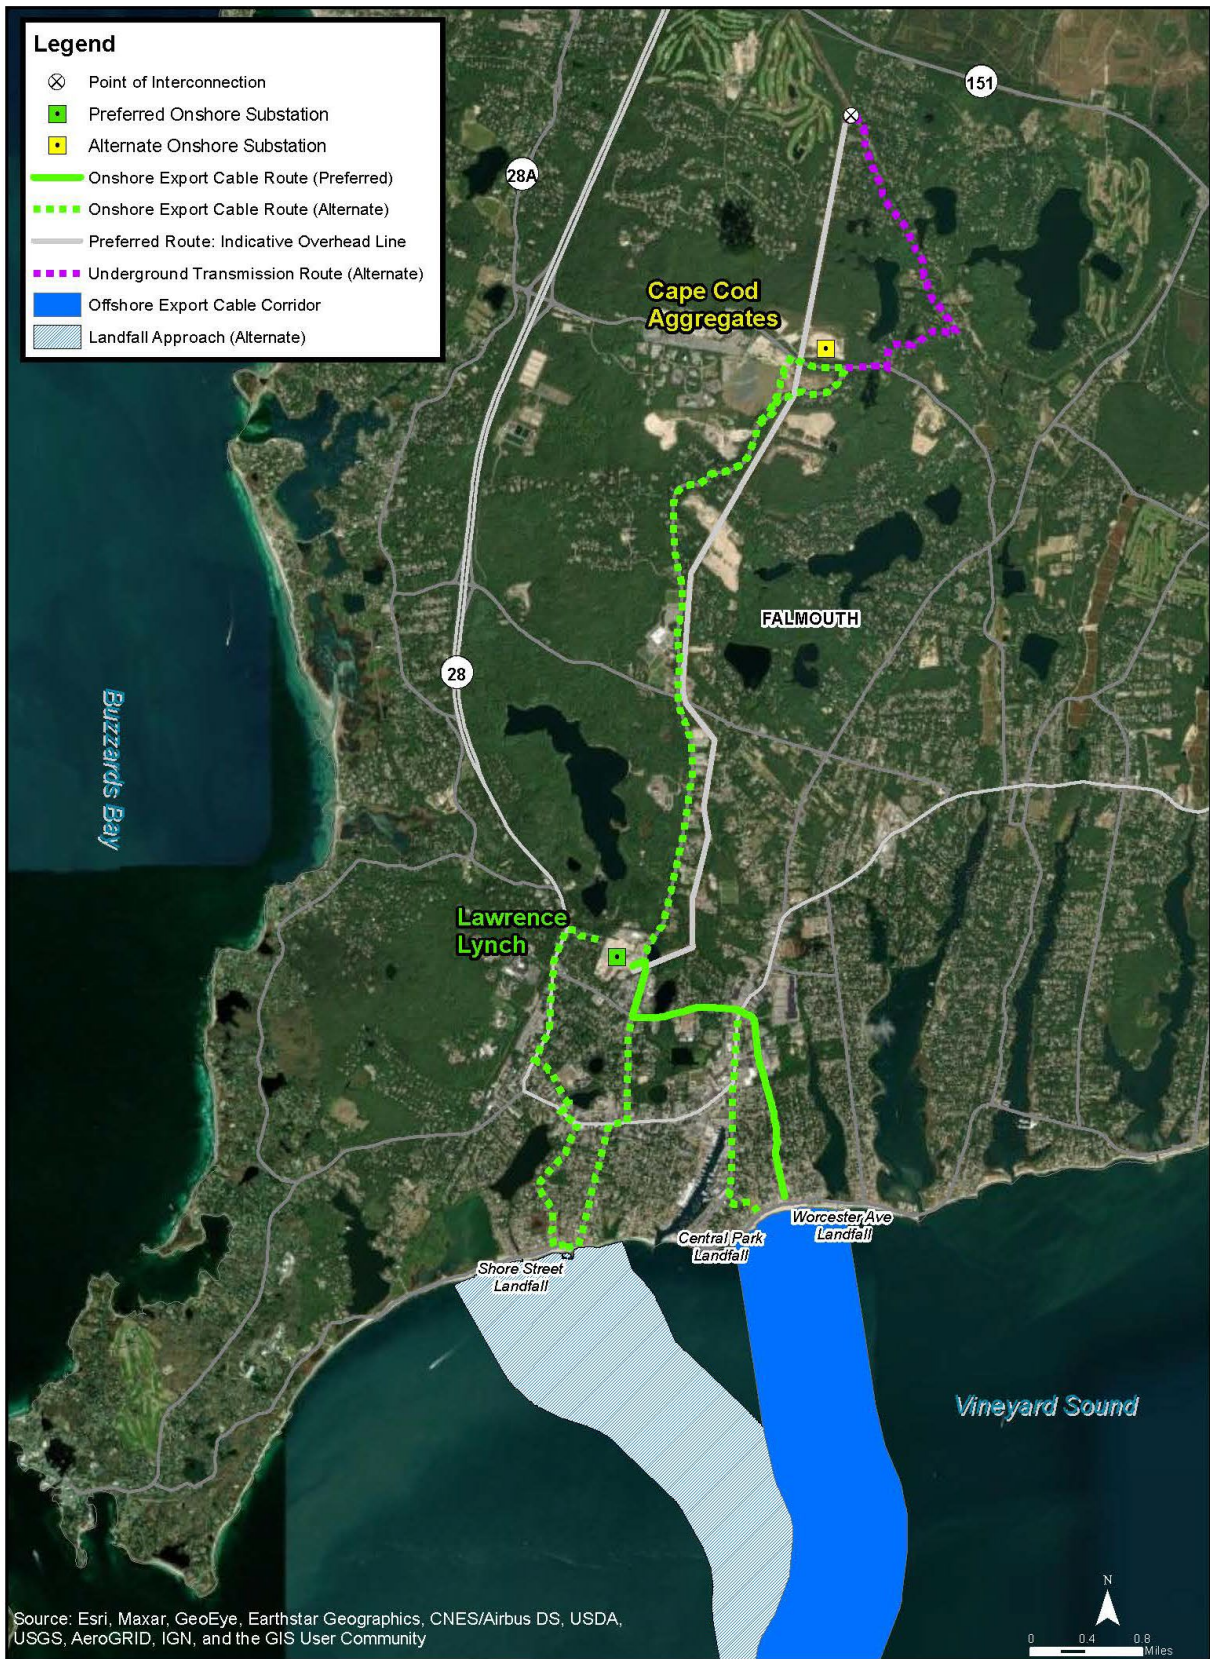 Legend
Point of Interconnection
Preferred Onshore Substation
Alternate Onshore Substation
Onshore Export Cable Route (Preferred)
Onshore Export Cable Route (Alternate)
Preferred Route: Indicative Overhead Line
Underground Transmission Route (Alternate)
Offshore Export Cable Corridor
Landfall Approach (Alternate)
151
28A
Cape Cod
Aggregates
FALMOUTH
28
Buzzards Bay
Lawrence
Lynch
Worcester Ave
Landfall
Central Park
Landfall
Shore Street
Landfall
Vineyard Sound
N
0 0.4 0.8
Miles
Source: Esri, Maxar, GeoEye, Earthstar Geographics, CNES/Airbus DS, USDA,
USGS, AeroGRID, IGN, and the GIS User Community